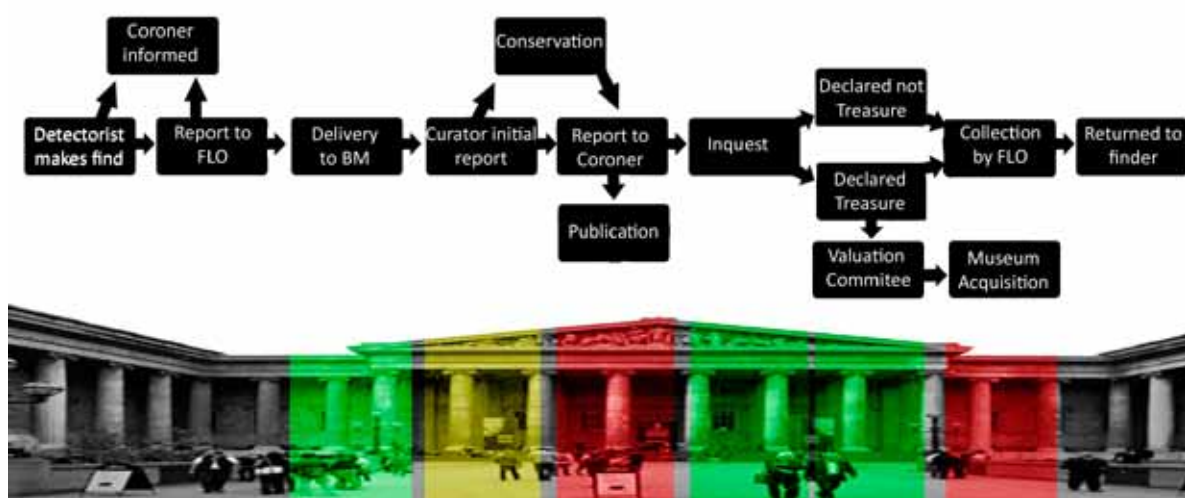 Coroner
informed
Conservation
Declared not
Treasure
Detectorist
makes find
Report to
FLO
Delivery
to BM
Curator initial
report
Report to
Coroner
Inquest
Collection
by FLO
Returned to
finder
Declared
Treasure
Publication
Valuation
Commitee
Museum
Acquisition